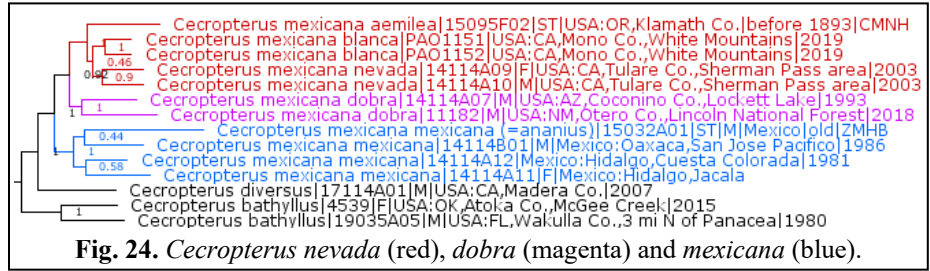 Cecropterus mexicana aemilea|15095F02|ST|USA:OR,Klamath Co.|before 1893|CMNH
Cecropterus mexicana blanca|PAO1151|USA:CA,Mono Co.,White Mountains|2019
1
Cecropterus mexicana blanca|PAO1152|USA:CA,Mono Co.,White Mountains|2019
0.46
Cecropterus mexicana nevada|14114A09|F|USA:CA,Tulare Co.,Sherman Pass area|2003
0.92
0.9
Cecropterus mexicana nevada|14114A10|M|USA:CA,Tulare Co.,Sherman Pass area|2003
Cecropterus mexicana dobra|14114A07|M|USA:AZ,Coconino Co.,Lockett Lake|1993
1
1
Cecropterus mexicana dobra|11182|M|USA:NM,Otero Co.,Lincoln National Forest|2018
Cecropterus mexicana mexicana (=ananius)|15032A01|ST|M|Mexico|old|ZMHB
0.44
Cecropterus mexicana mexicana|14114B01|M|Mexico:Oaxaca,San Jose Pacifico|1986
1
1
Cecropterus mexicana mexicana|14114A12|Mexico:Hidalgo,Cuesta Colorada|1981
0.58
Cecropterus mexicana mexicana|14114A11|F|Mexico:Hidalgo,Jacala
Cecropterus diversus|17114A01|M|USA:CA,Madera Co.|2007
Cecropterus bathyllus|4539|F|USA:OK,Atoka Co.,McGee Creek|2015
1
Cecropterus bathyllus|19035A05|M|USA:FL,Wakulla Co.,3 mi N of Panacea|1980
Fig. 24. Cecropterus nevada (red), dobra (magenta) and mexicana (blue).